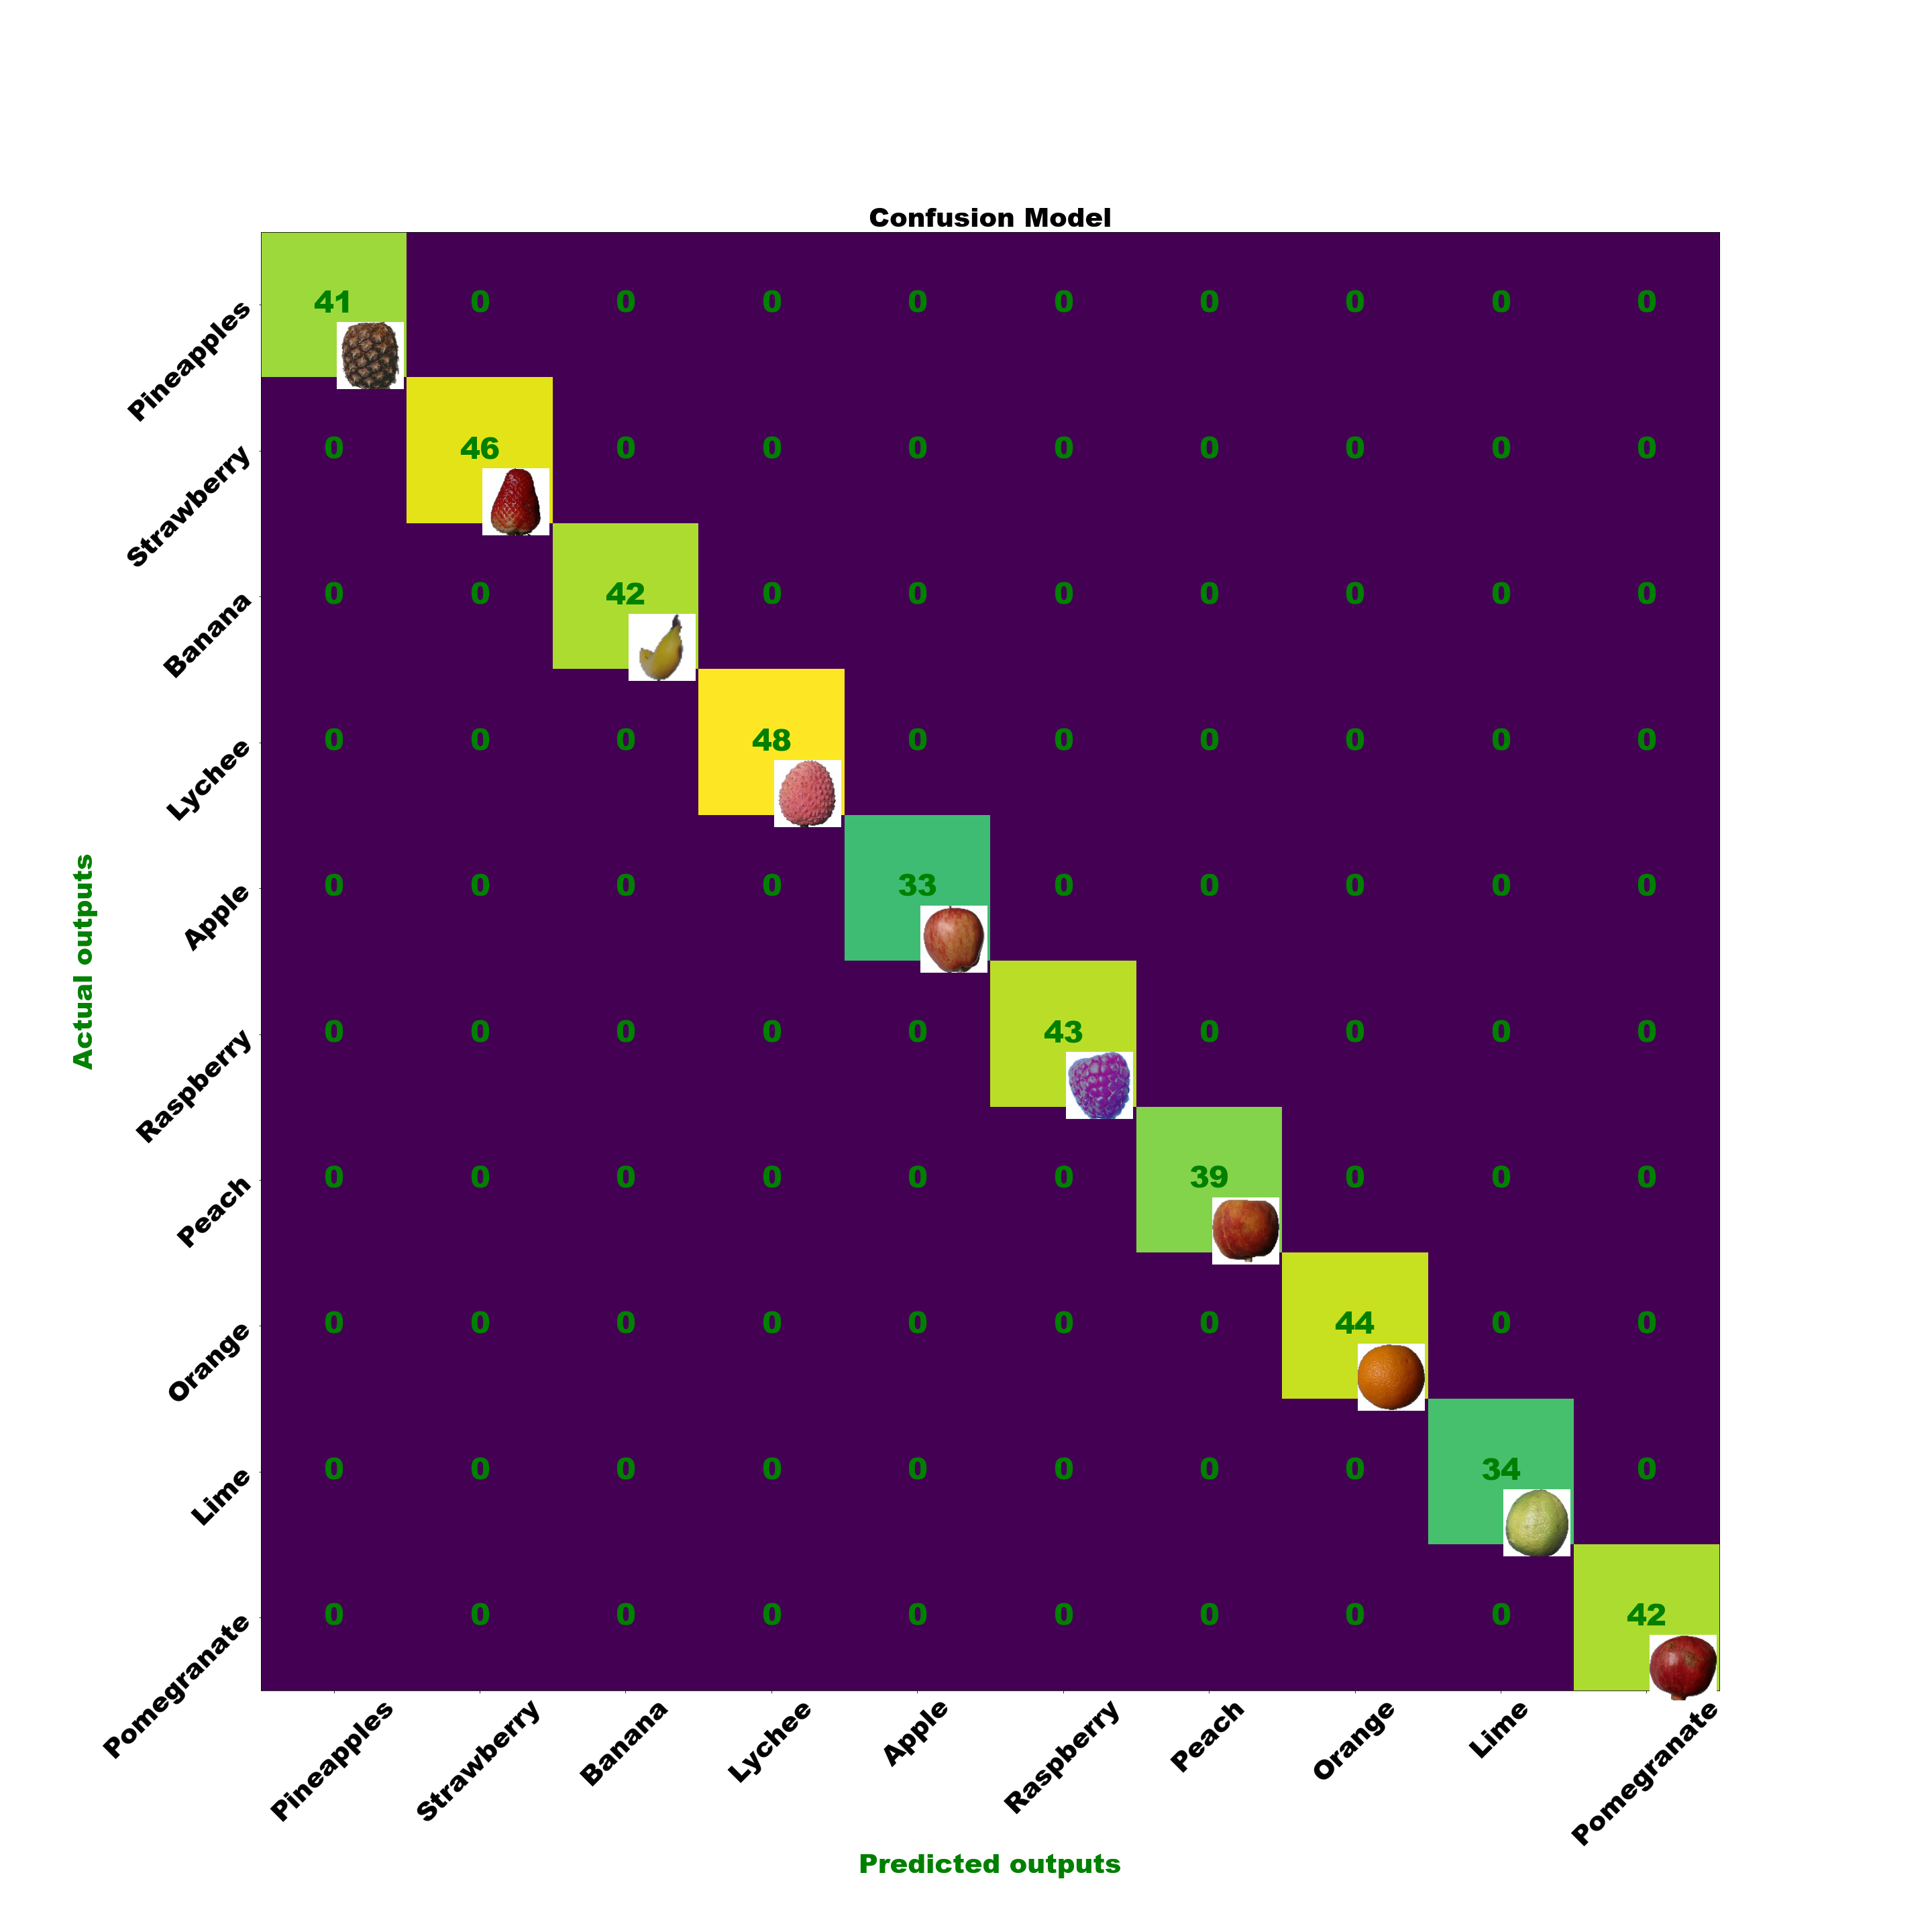 Confusion Model
Pineapples 41 0 0 0 0 0 0 0 0 0
Strawberry 0 46 0 0 0 0 0 0 0 0
Banana 0 0 42 0 0 0 0 0 0 0
Lychee 0 0 0 48 0 0 0 0 0 0
Apple 0 0 0 0 33 0 0 0 0 0
Raspberry 0 0 0 0 0 43 0 0 0 0
Peach 0 0 0 0 0 0 39 0 0 0
Orange 0 0 0 0 0 0 0 44 0 0
Lime 0 0 0 0 0 0 0 0 34 0
Pomegranate 0 0 0 0 0 0 0 0 0 42
Actual outputs
Pineapples Strawberry Banana Lychee Apple Raspberry Peach Orange Lime Pomegranate
Predicted outputs